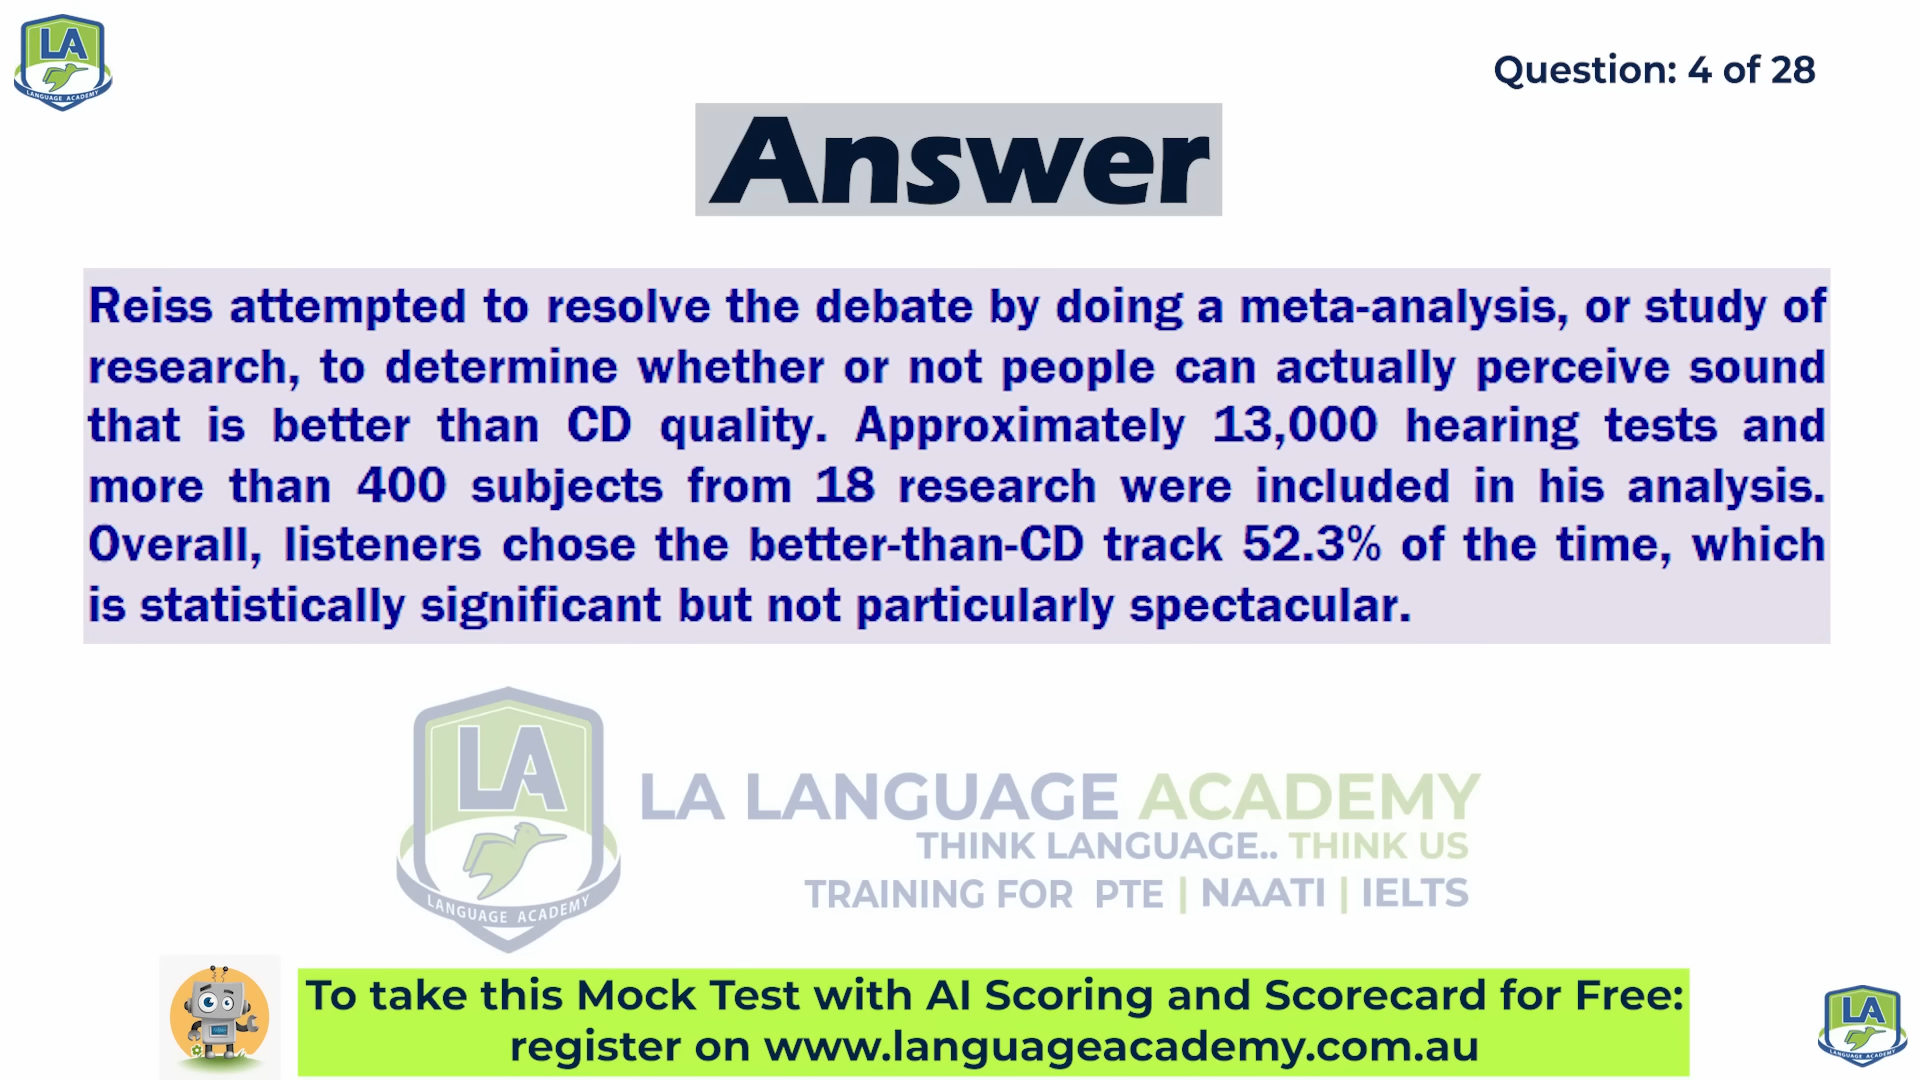 LA
LANGUAGE ACADEMY
Question: 4 of 28
Answer
Reiss attempted to resolve the debate by doing a meta-analysis, or study of
research, to determine whether or not people can actually perceive sound
that is better than CD quality. Approximately 13,000 hearing tests and
more than 400 subjects from 18 research were included in his analysis.
Overall, listeners chose the better-than-CD track 52.3% of the time, which
is statistically significant but not particularly spectacular.
LA
LANGUAGE ACADEMY
LA LANGUAGE ACADEMY
THINK LANGUAGE.. THINK US
TRAINING FOR PTE | NAATI | IELTS
To take this Mock Test with AI Scoring and Scorecard for Free:
register on www.languageacademy.com.au
LA
LANGUAGE ACADEMY